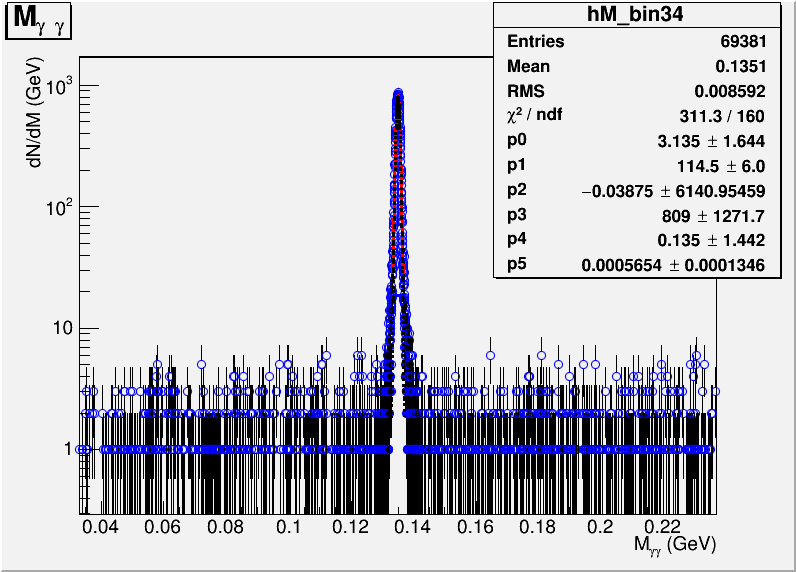 Mγ γ
hM_bin34
Entries 69381
Mean 0.1351
RMS 0.008592
χ² / ndf 311.3 / 160
p0 3.135 ± 1.644
p1 114.5 ± 6.0
p2 −0.03875 ± 6140.95459
p3 809 ± 1271.7
p4 0.135 ± 1.442
p5 0.0005654 ± 0.0001346
dN/dM (GeV)
10³
10²
10
1
0.04 0.06 0.08 0.1 0.12 0.14 0.16 0.18 0.2 0.22
Mγγ (GeV)